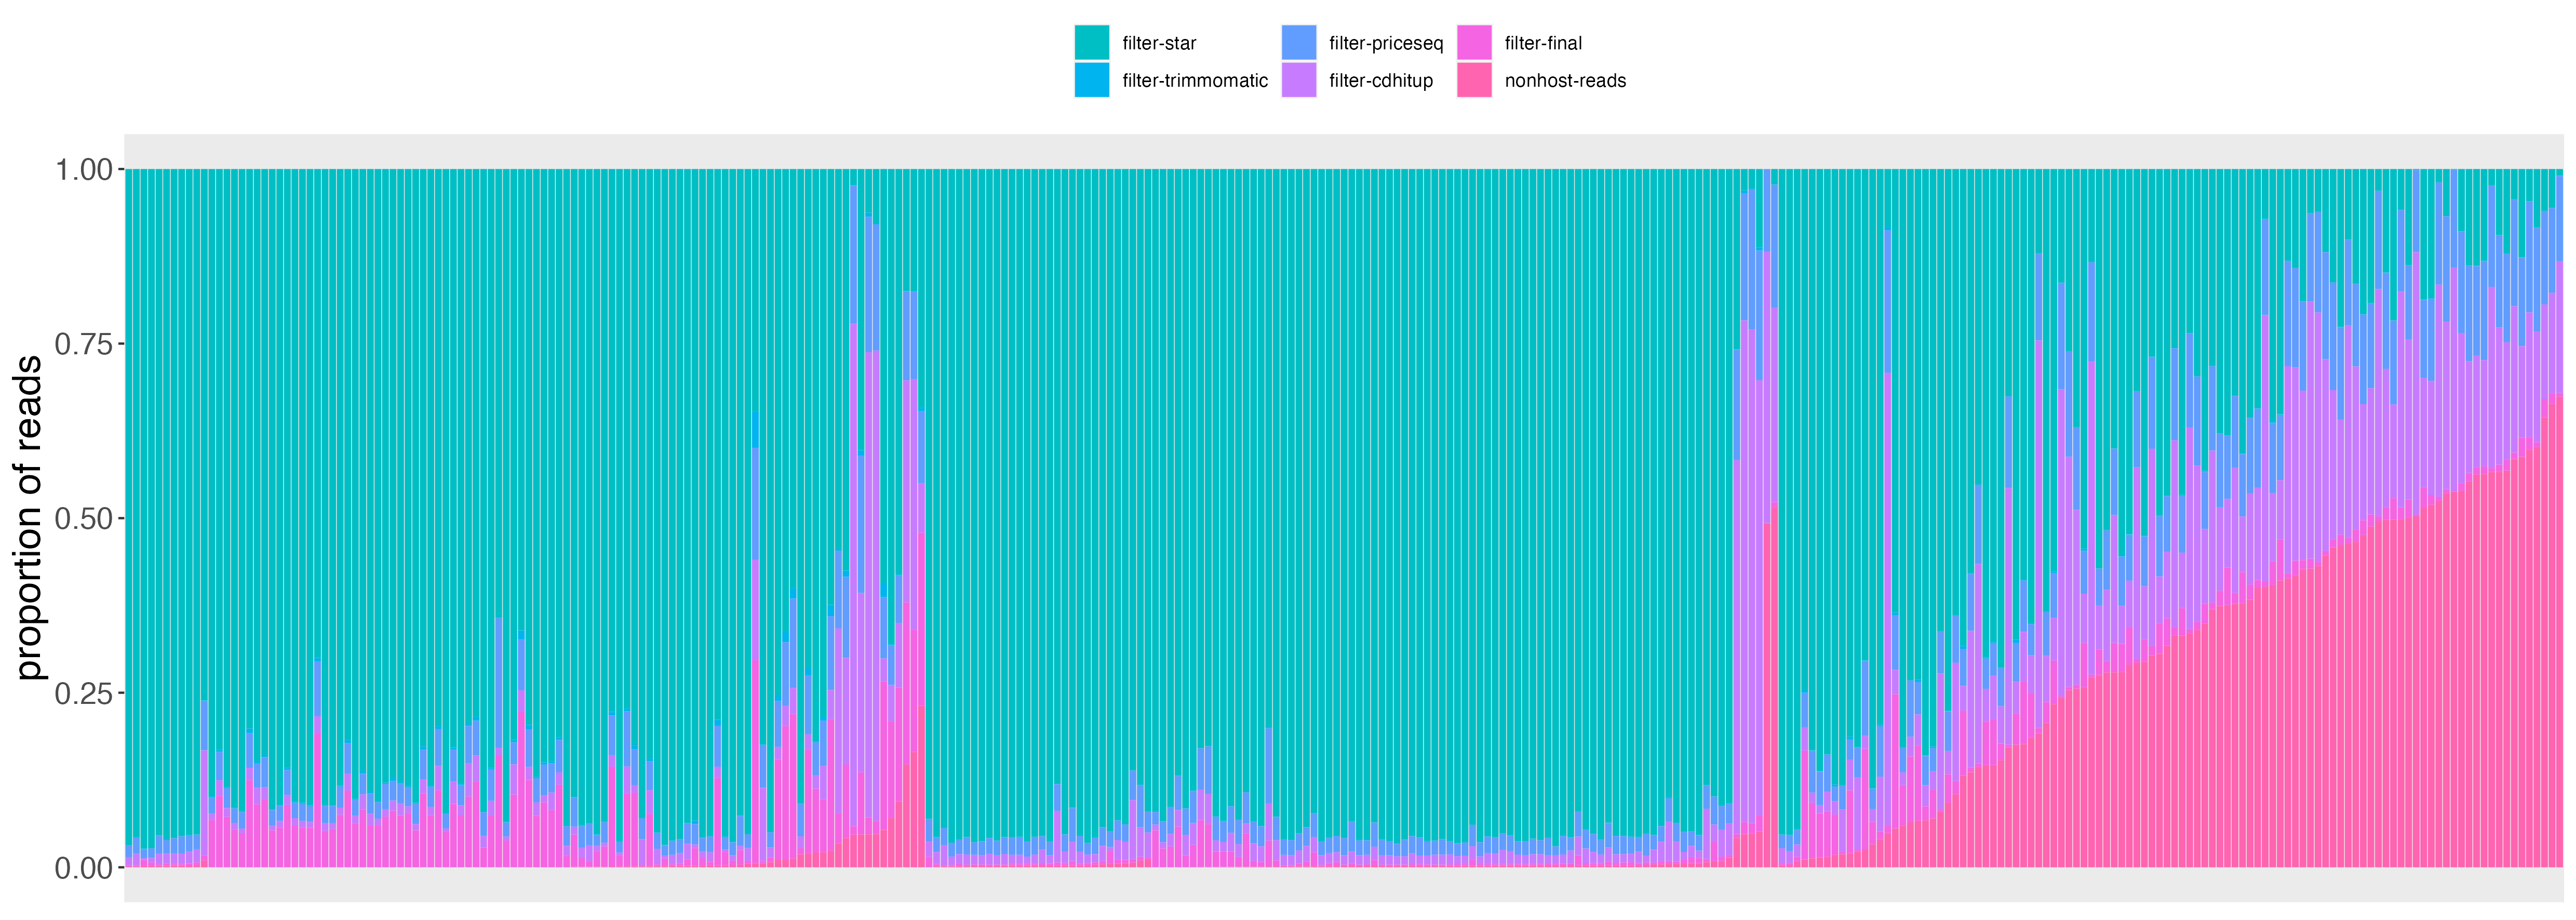 filter-star filter-priceseq filter-final
filter-trimmomatic filter-cdhitup nonhost-reads
1.00
0.75
0.50
0.25
0.00
proportion of reads